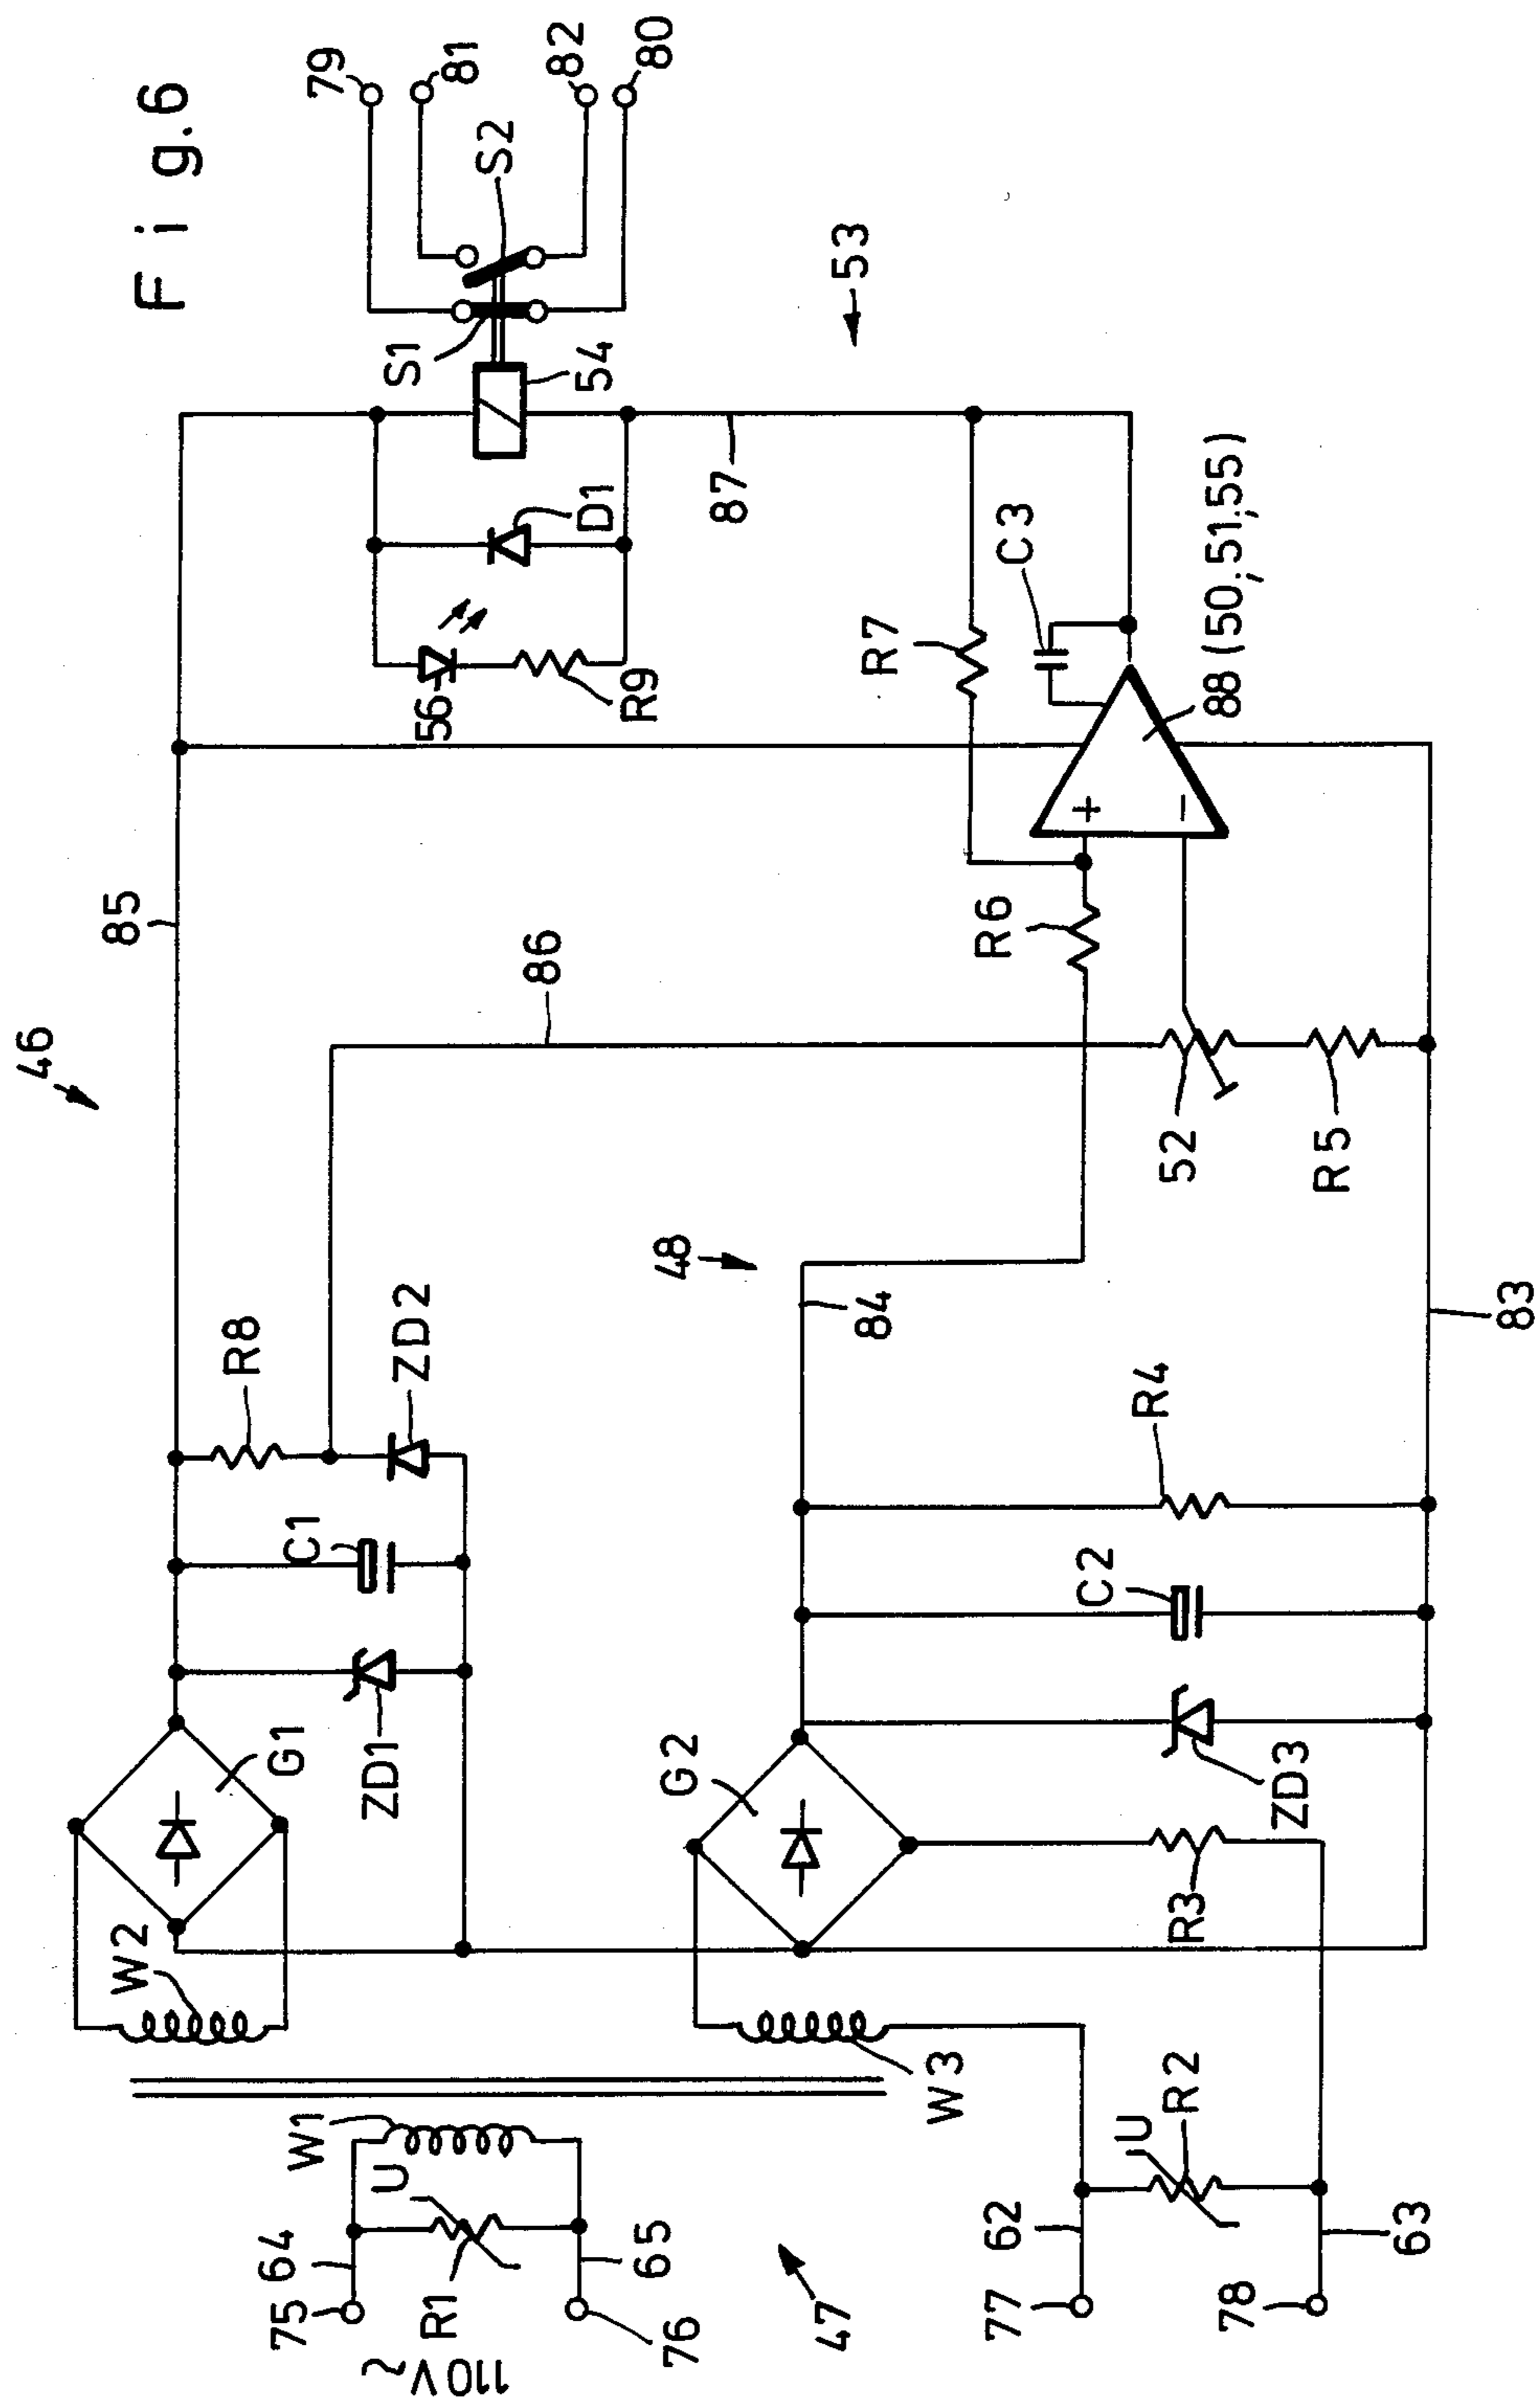 Fig.6
46
85
86
53
79
81
82
80
S2
S1
54
D1
56
R9
87
C3
R7
88 (50;51;55)
R6
52
R5
48
84
83
R8
ZD2
C1
ZD1
G1
W2
R4
C2
ZD3
G2
R3
W3
W1
U
R1
64
65
75
76
110V~
47
U
R2
62
63
77
78
+
−